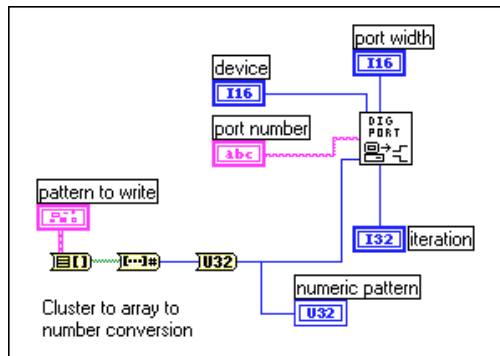 port width
I16
device
I16
DIG
PORT
port number
abc
pattern to write
[]
[...]#
U32
I32
iteration
numeric pattern
U32
Cluster to array to
number conversion